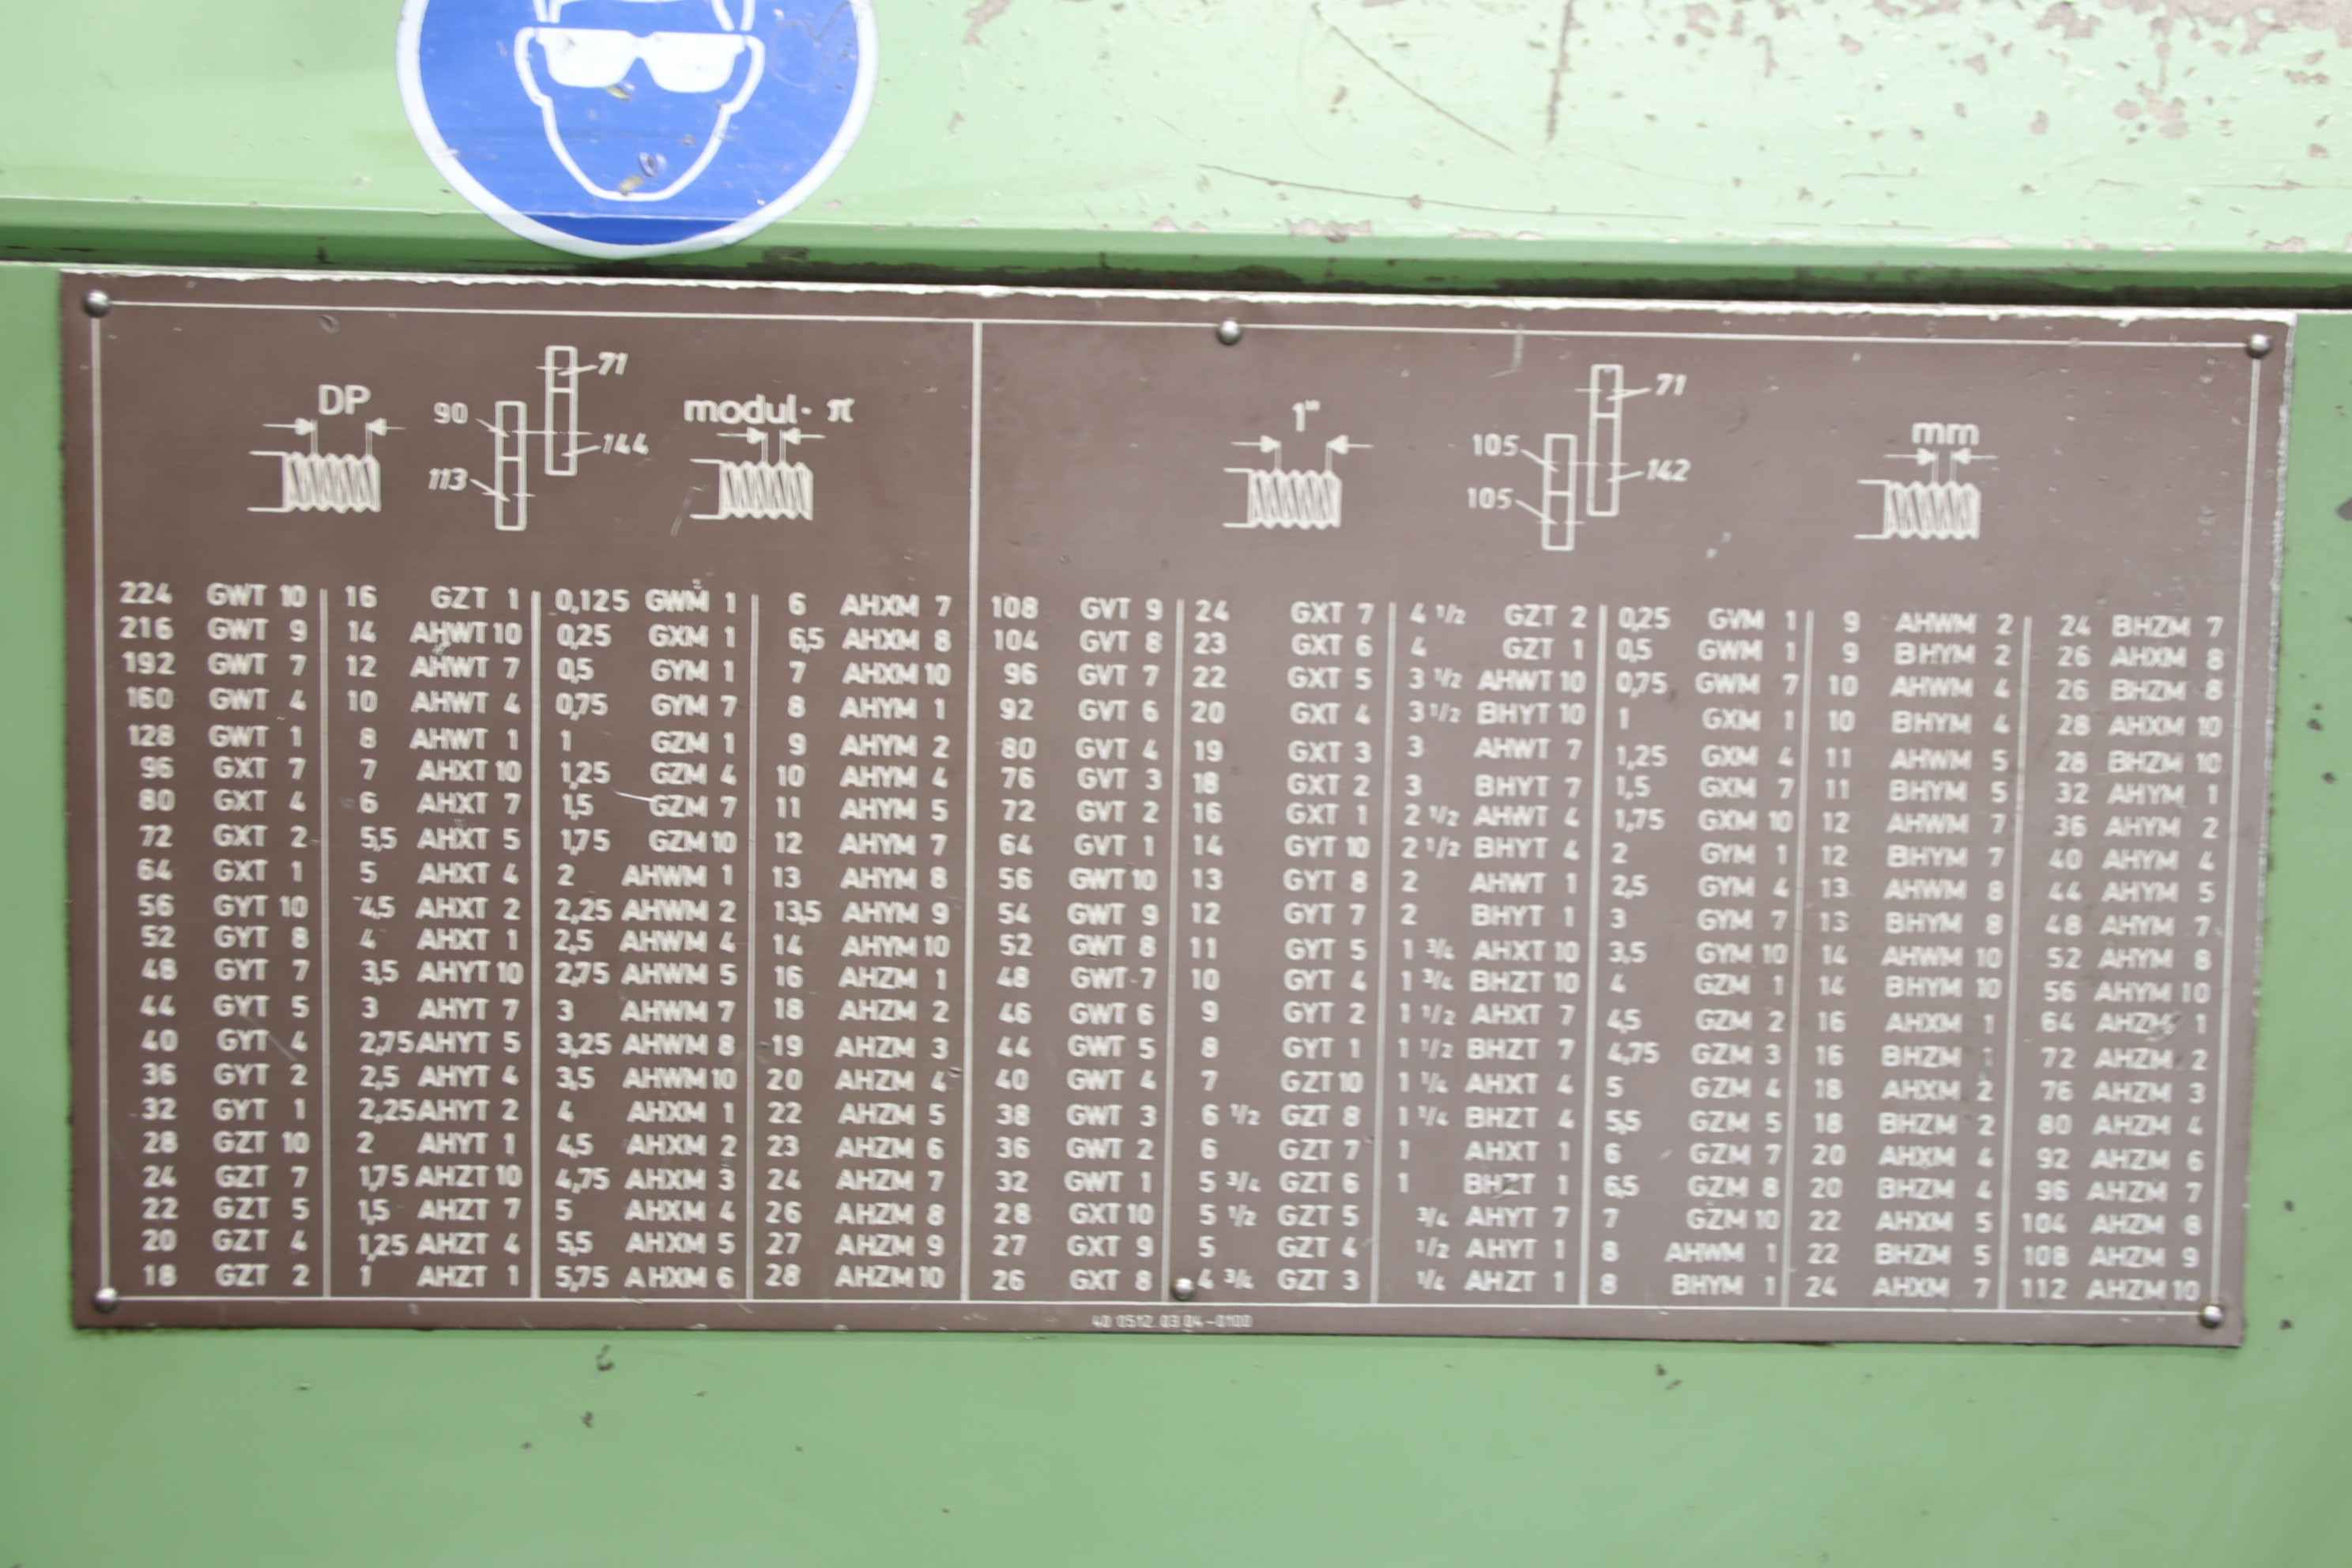 DP 90 113 71 144 modul· π 1" 105 105 71 142 mm
224 GWT 10 16 GZT 1 0,125 GWM 1 6 AHXM 7 108 GVT 9 24 GXT 7 4 1/2 GZT 2 0,25 GVM 1 9 AHWM 2 24 BHZM 7
216 GWT 9 14 AHWT 10 0,25 GXM 1 6,5 AHXM 8 104 GVT 8 23 GXT 6 4 GZT 1 0,5 GWM 1 9 BHYM 2 26 AHXM 8
192 GWT 7 12 AHWT 7 0,5 GYM 1 7 AHXM 10 96 GVT 7 22 GXT 5 3 1/2 AHWT 10 0,75 GWM 7 10 AHWM 4 26 BHZM 8
160 GWT 4 10 AHWT 4 0,75 GYM 7 8 AHYM 1 92 GVT 6 20 GXT 4 3 1/2 BHYT 10 1 GXM 1 10 BHYM 4 28 AHXM 10
128 GWT 1 8 AHWT 1 1 GZM 1 9 AHYM 2 80 GVT 4 19 GXT 3 3 AHWT 7 1,25 GXM 4 11 AHWM 5 28 BHZM 10
96 GXT 7 7 AHXT 10 1,25 GZM 4 10 AHYM 4 76 GVT 3 18 GXT 2 3 BHYT 7 1,5 GXM 7 11 BHYM 5 32 AHYM 1
80 GXT 4 6 AHXT 7 1,5 GZM 7 11 AHYM 5 72 GVT 2 16 GXT 1 2 1/2 AHWT 4 1,75 GXM 10 12 AHWM 7 36 AHYM 2
72 GXT 2 5,5 AHXT 5 1,75 GZM 10 12 AHYM 7 64 GVT 1 14 GYT 10 2 1/2 BHYT 4 2 GYM 1 12 BHYM 7 40 AHYM 4
64 GXT 1 5 AHXT 4 2 AHWM 1 13 AHYM 8 56 GWT 10 13 GYT 8 2 AHWT 1 2,5 GYM 4 13 AHWM 8 44 AHYM 5
56 GYT 10 4,5 AHXT 2 2,25 AHWM 2 13,5 AHYM 9 54 GWT 9 12 GYT 7 2 BHYT 1 3 GYM 7 13 BHYM 8 48 AHYM 7
52 GYT 8 4 AHXT 1 2,5 AHWM 4 14 AHYM 10 52 GWT 8 11 GYT 5 1 3/4 AHXT 10 3,5 GYM 10 14 AHWM 10 52 AHYM 8
48 GYT 7 3,5 AHYT 10 2,75 AHWM 5 16 AHZM 1 48 GWT 7 10 GYT 4 1 3/4 BHZT 10 4 GZM 1 14 BHYM 10 56 AHYM 10
44 GYT 5 3 AHYT 7 3 AHWM 7 18 AHZM 2 46 GWT 6 9 GYT 2 1 1/2 AHXT 7 4,5 GZM 2 16 AHXM 1 64 AHZM 1
40 GYT 4 2,75 AHYT 5 3,25 AHWM 8 19 AHZM 3 44 GWT 5 8 GYT 1 1 1/2 BHZT 7 4,75 GZM 3 16 BHZM 1 72 AHZM 2
36 GYT 2 2,5 AHYT 4 3,5 AHWM 10 20 AHZM 4 40 GWT 4 7 GZT 10 1 1/4 AHXT 4 5 GZM 4 18 AHXM 2 76 AHZM 3
32 GYT 1 2,25 AHYT 2 4 AHXM 1 22 AHZM 5 38 GWT 3 6 1/2 GZT 8 1 1/4 BHZT 4 5,5 GZM 5 18 BHZM 2 80 AHZM 4
28 GZT 10 2 AHYT 1 4,5 AHXM 2 23 AHZM 6 36 GWT 2 6 GZT 7 1 AHXT 1 6 GZM 7 20 AHXM 4 92 AHZM 6
24 GZT 7 1,75 AHZT 10 4,75 AHXM 3 24 AHZM 7 32 GWT 1 5 3/4 GZT 6 1 BHZT 1 6,5 GZM 8 20 BHZM 4 96 AHZM 7
22 GZT 5 1,5 AHZT 7 5 AHXM 4 26 AHZM 8 28 GXT 10 5 1/2 GZT 5 3/4 AHYT 7 7 GZM 10 22 AHXM 5 104 AHZM 8
20 GZT 4 1,25 AHZT 4 5,5 AHXM 5 27 AHZM 9 27 GXT 9 5 GZT 4 1/2 AHYT 1 8 AHWM 1 22 BHZM 5 108 AHZM 9
18 GZT 2 1 AHZT 1 5,75 AHXM 6 28 AHZM 10 26 GXT 8 4 3/4 GZT 3 1/4 AHZT 1 8 BHYM 1 24 AHXM 7 112 AHZM 10
40 0512 03 04-0100